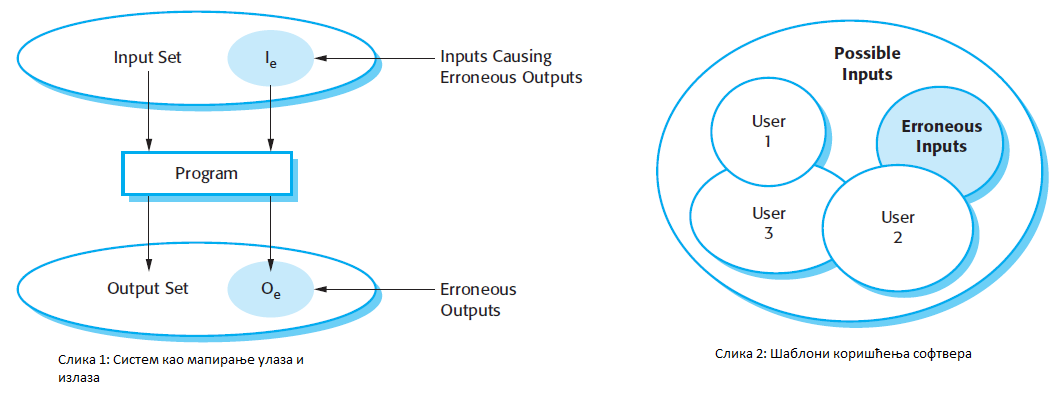 Input Set
Iе
Inputs Causing
Erroneous Outputs
Program
Output Set
Oe
Erroneous
Outputs
Слика 1: Систем као мапирање улаза и
излаза
Possible
Inputs
User
1
Erroneous
Inputs
User
3
User
2
Слика 2: Шаблони коришћења софтвера